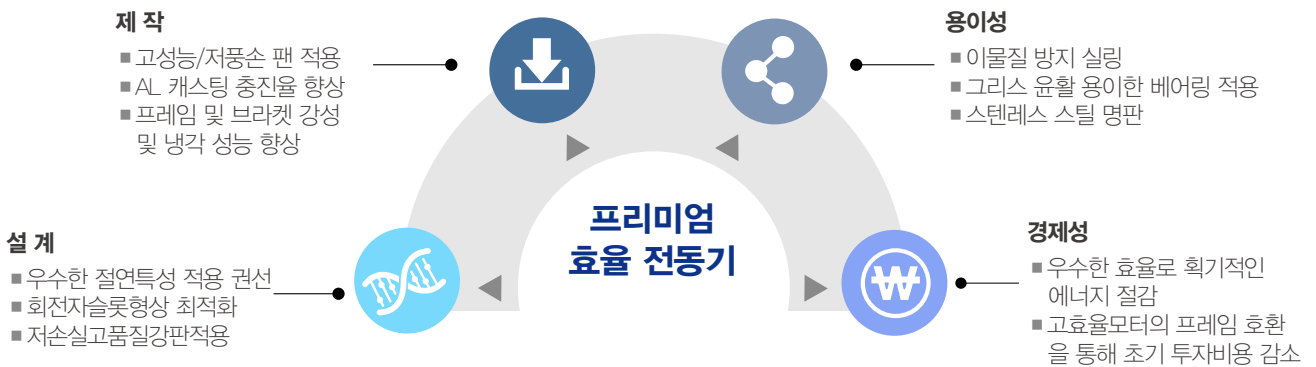 제 작
■ 고성능/저풍손 팬 적용
■ AL 캐스팅 충진율 향상
■ 프레임 및 브라켓 강성
및 냉각 성능 향상
용이성
■ 이물질 방지 실링
■ 그리스 윤활 용이한 베어링 적용
■ 스텐레스 스틸 명판
프리미엄
효율 전동기
설 계
■ 우수한 절연특성 적용 권선
■ 회전자슬롯형상 최적화
■ 저손실고품질강판적용
경제성
■ 우수한 효율로 획기적인
에너지 절감
■ 고효율모터의 프레임 호환
을 통해 초기 투자비용 감소